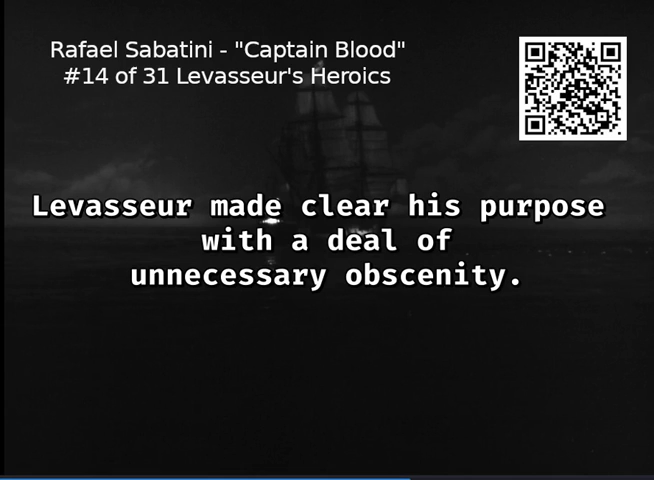 Rafael Sabatini - "Captain Blood"
#14 of 31 Levasseur's Heroics
Levasseur made clear his purpose
with a deal of
unnecessary obscenity.